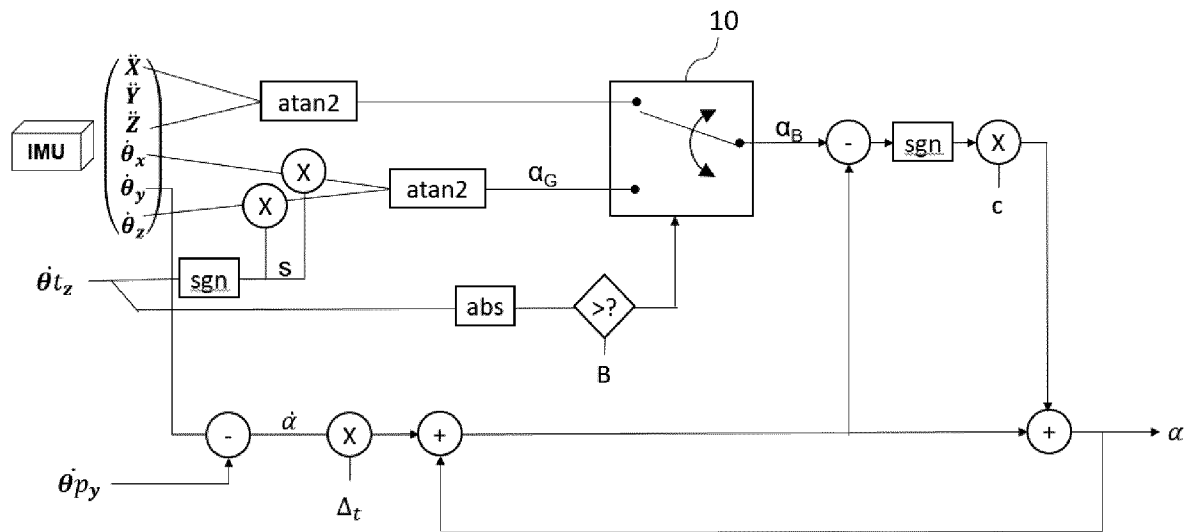 10
IMU
Ẍ
Ÿ
Z̈
θ̇x
θ̇y
θ̇z
atan2
X
X
atan2
αG
αB
-
sgn
X
c
θ̇tz
sgn
s
abs
>?
B
-
α̇
X
+
+
α
θ̇py
Δt